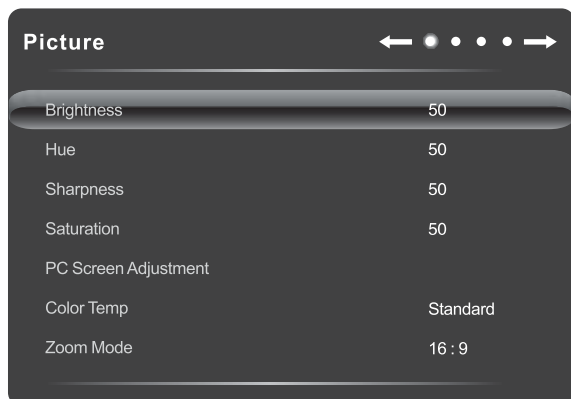 Picture
Brightness 50
Hue 50
Sharpness 50
Saturation 50
PC Screen Adjustment
Color Temp Standard
Zoom Mode 16 : 9